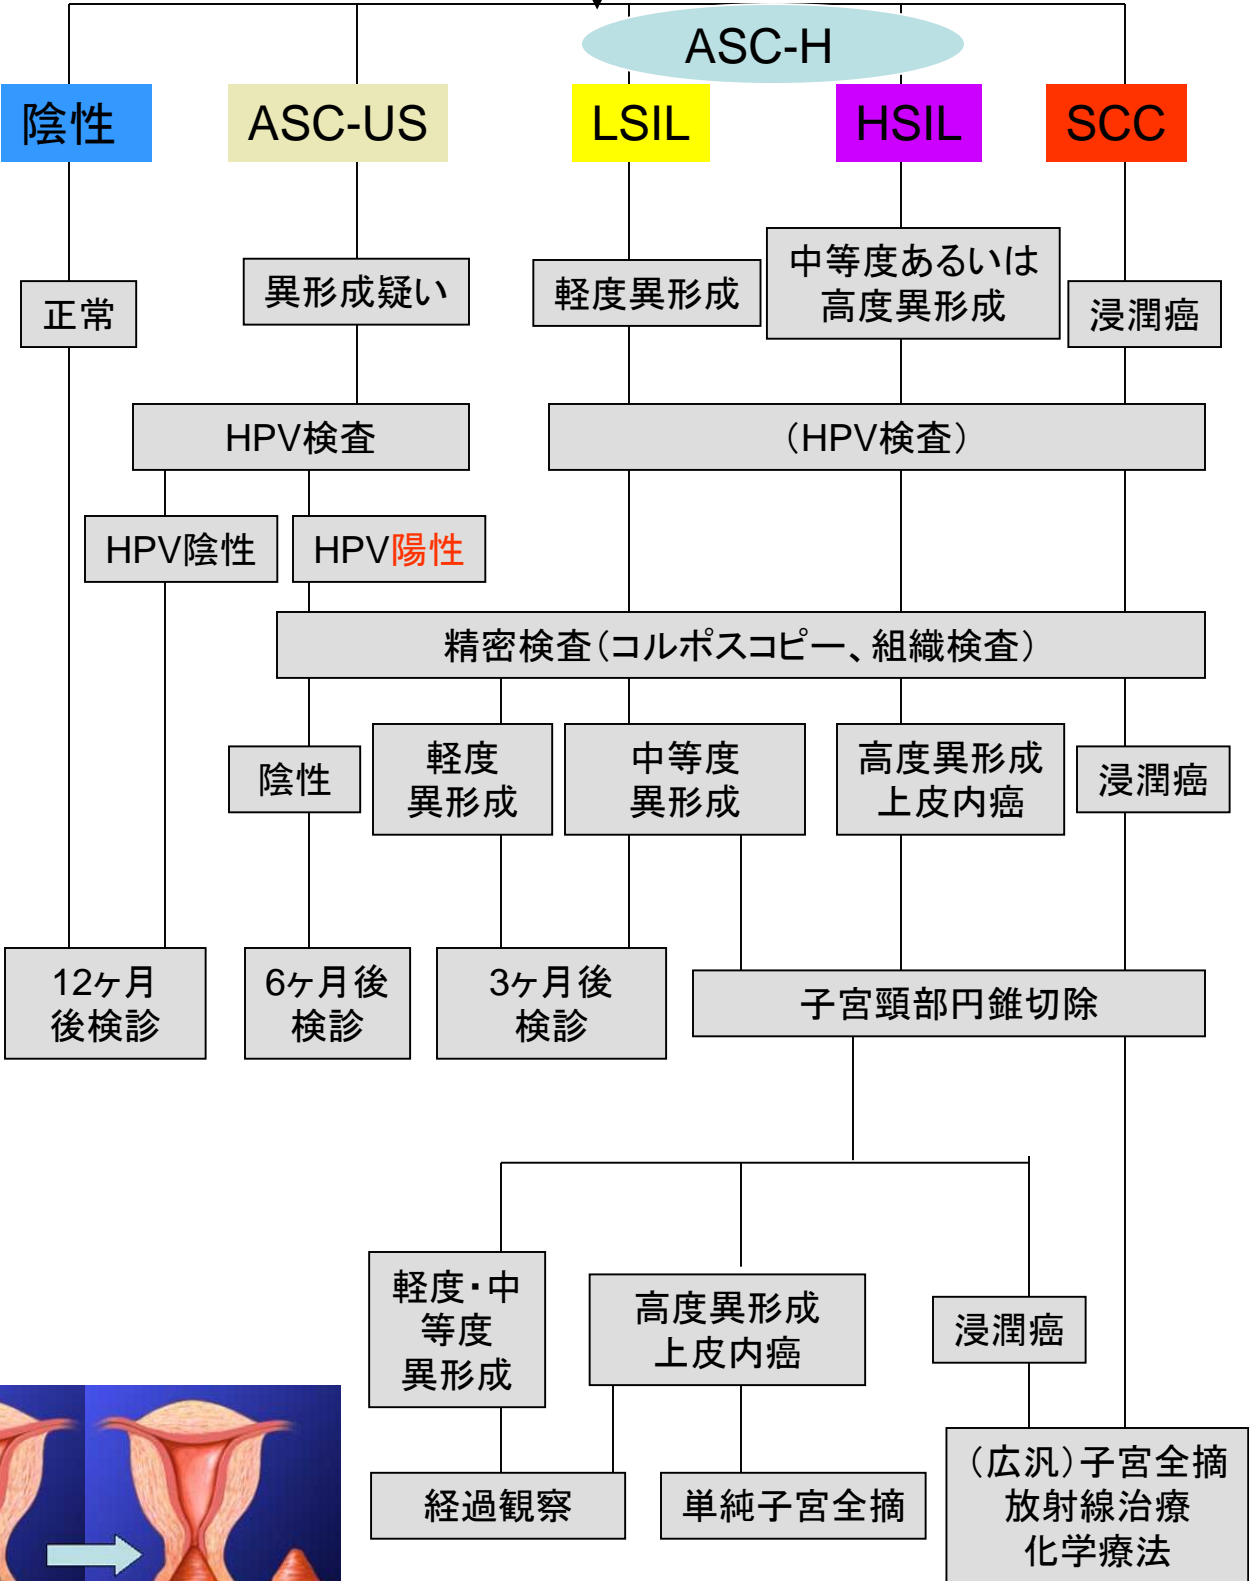 ASC-H
陰性
ASC-US
LSIL
HSIL
SCC
正常
異形成疑い
軽度異形成
中等度あるいは
高度異形成
浸潤癌
HPV検査
（HPV検査）
HPV陰性
HPV陽性
精密検査（コルポスコピー、組織検査）
陰性
軽度
異形成
中等度
異形成
高度異形成
上皮内癌
浸潤癌
12ヶ月
後検診
6ヶ月後
検診
3ヶ月後
検診
子宮頸部円錐切除
軽度・中
等度
異形成
高度異形成
上皮内癌
浸潤癌
経過観察
単純子宮全摘
（広汎）子宮全摘
放射線治療
化学療法